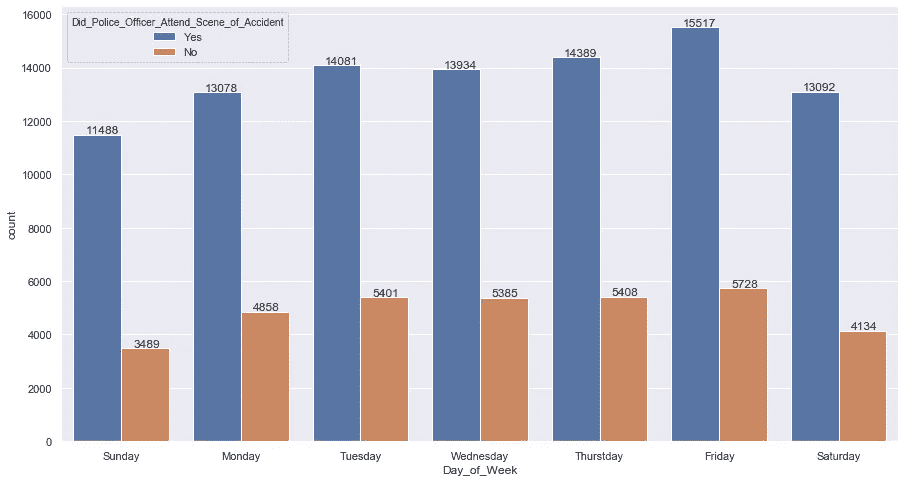 Did_Police_Officer_Attend_Scene_of_Accident
Yes
No
16000
14000
12000
10000
8000
6000
4000
2000
0
count
11488
3489
13078
4858
14081
5401
13934
5385
14389
5408
15517
5728
13092
4134
Sunday
Monday
Tuesday
Wednesday
Thurstday
Friday
Saturday
Day_of_Week